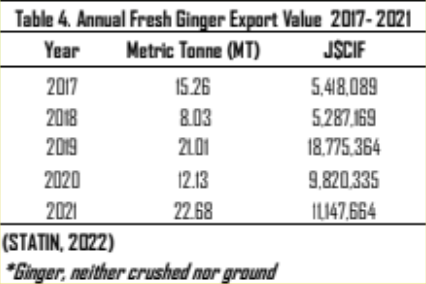 Table 4. Annual Fresh Ginger Export Value 2017- 2021
Year Metric Tonne (MT) J$CIF
2017 15.26 5,418,089
2018 8.03 5,287,169
2019 21.01 18,775,364
2020 12.13 9,820,335
2021 22.68 11,147,664
(STATIN, 2022)
*Ginger, neither crushed nor ground